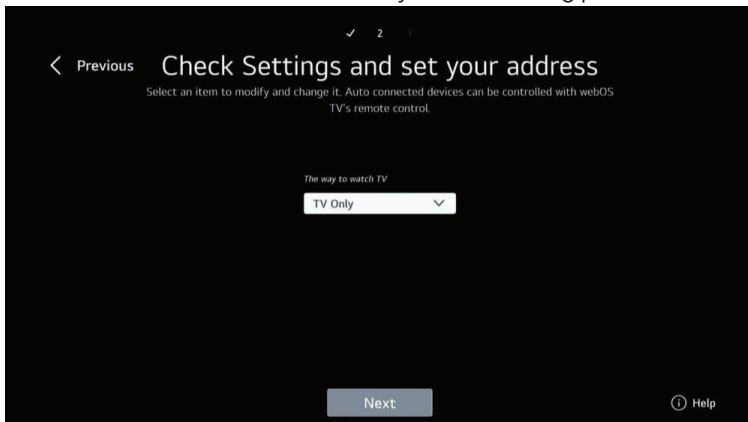 ✓ 2 3
Previous
Check Settings and set your address
Select an item to modify and change it. Auto connected devices can be controlled with webOS
TV's remote control.
The way to watch TV
TV Only
Next
Help